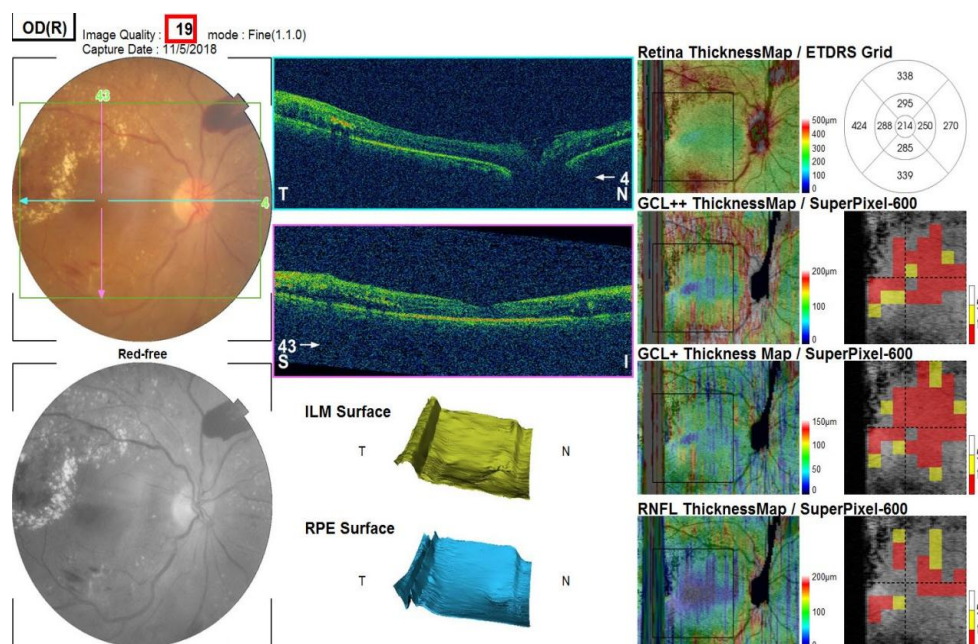 OD(R)
Image Quality : 19 mode : Fine(1.1.0)
Capture Date : 11/5/2018
43
4
T
4
N
43
S
I
Red-free
ILM Surface
T
N
RPE Surface
T
N
Retina ThicknessMap / ETDRS Grid
500µm
400
300
200
100
0
338
295
424 288 214 250 270
285
339
GCL++ ThicknessMap / SuperPixel-600
200µm
100
0
GCL+ Thickness Map / SuperPixel-600
150µm
100
50
0
RNFL ThicknessMap / SuperPixel-600
200µm
100
0